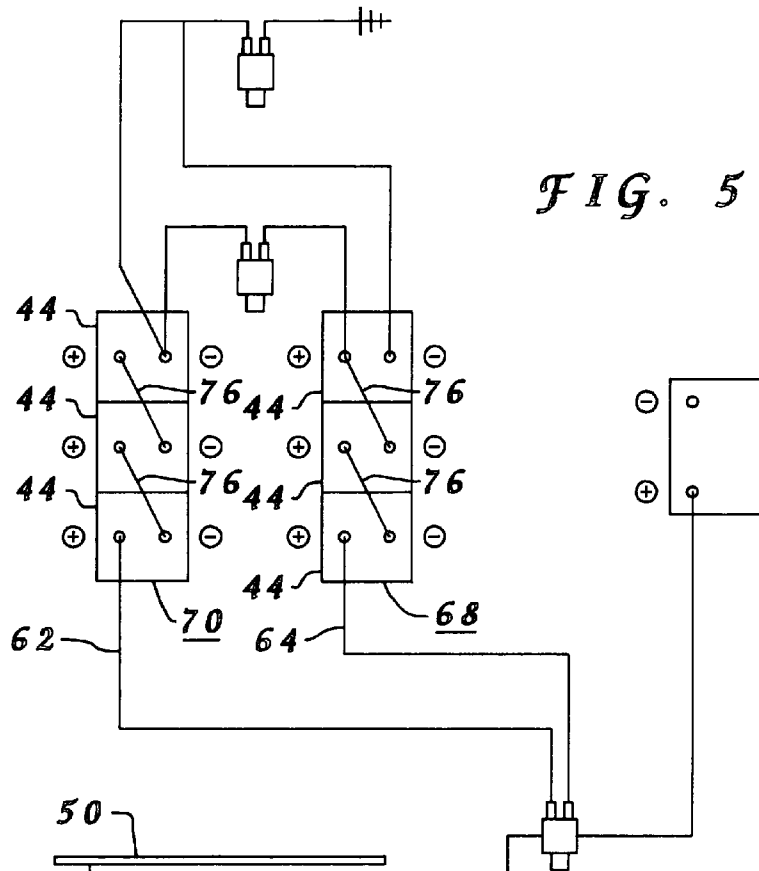 FIG. 5
44
⊕ ⊖ ⊕ ⊖
76 76
44 44
⊖
⊕ ⊖ ⊕ ⊖
44 76 44 76
⊕
⊕ ⊖ ⊕ ⊖
44
70 68
62 64
50